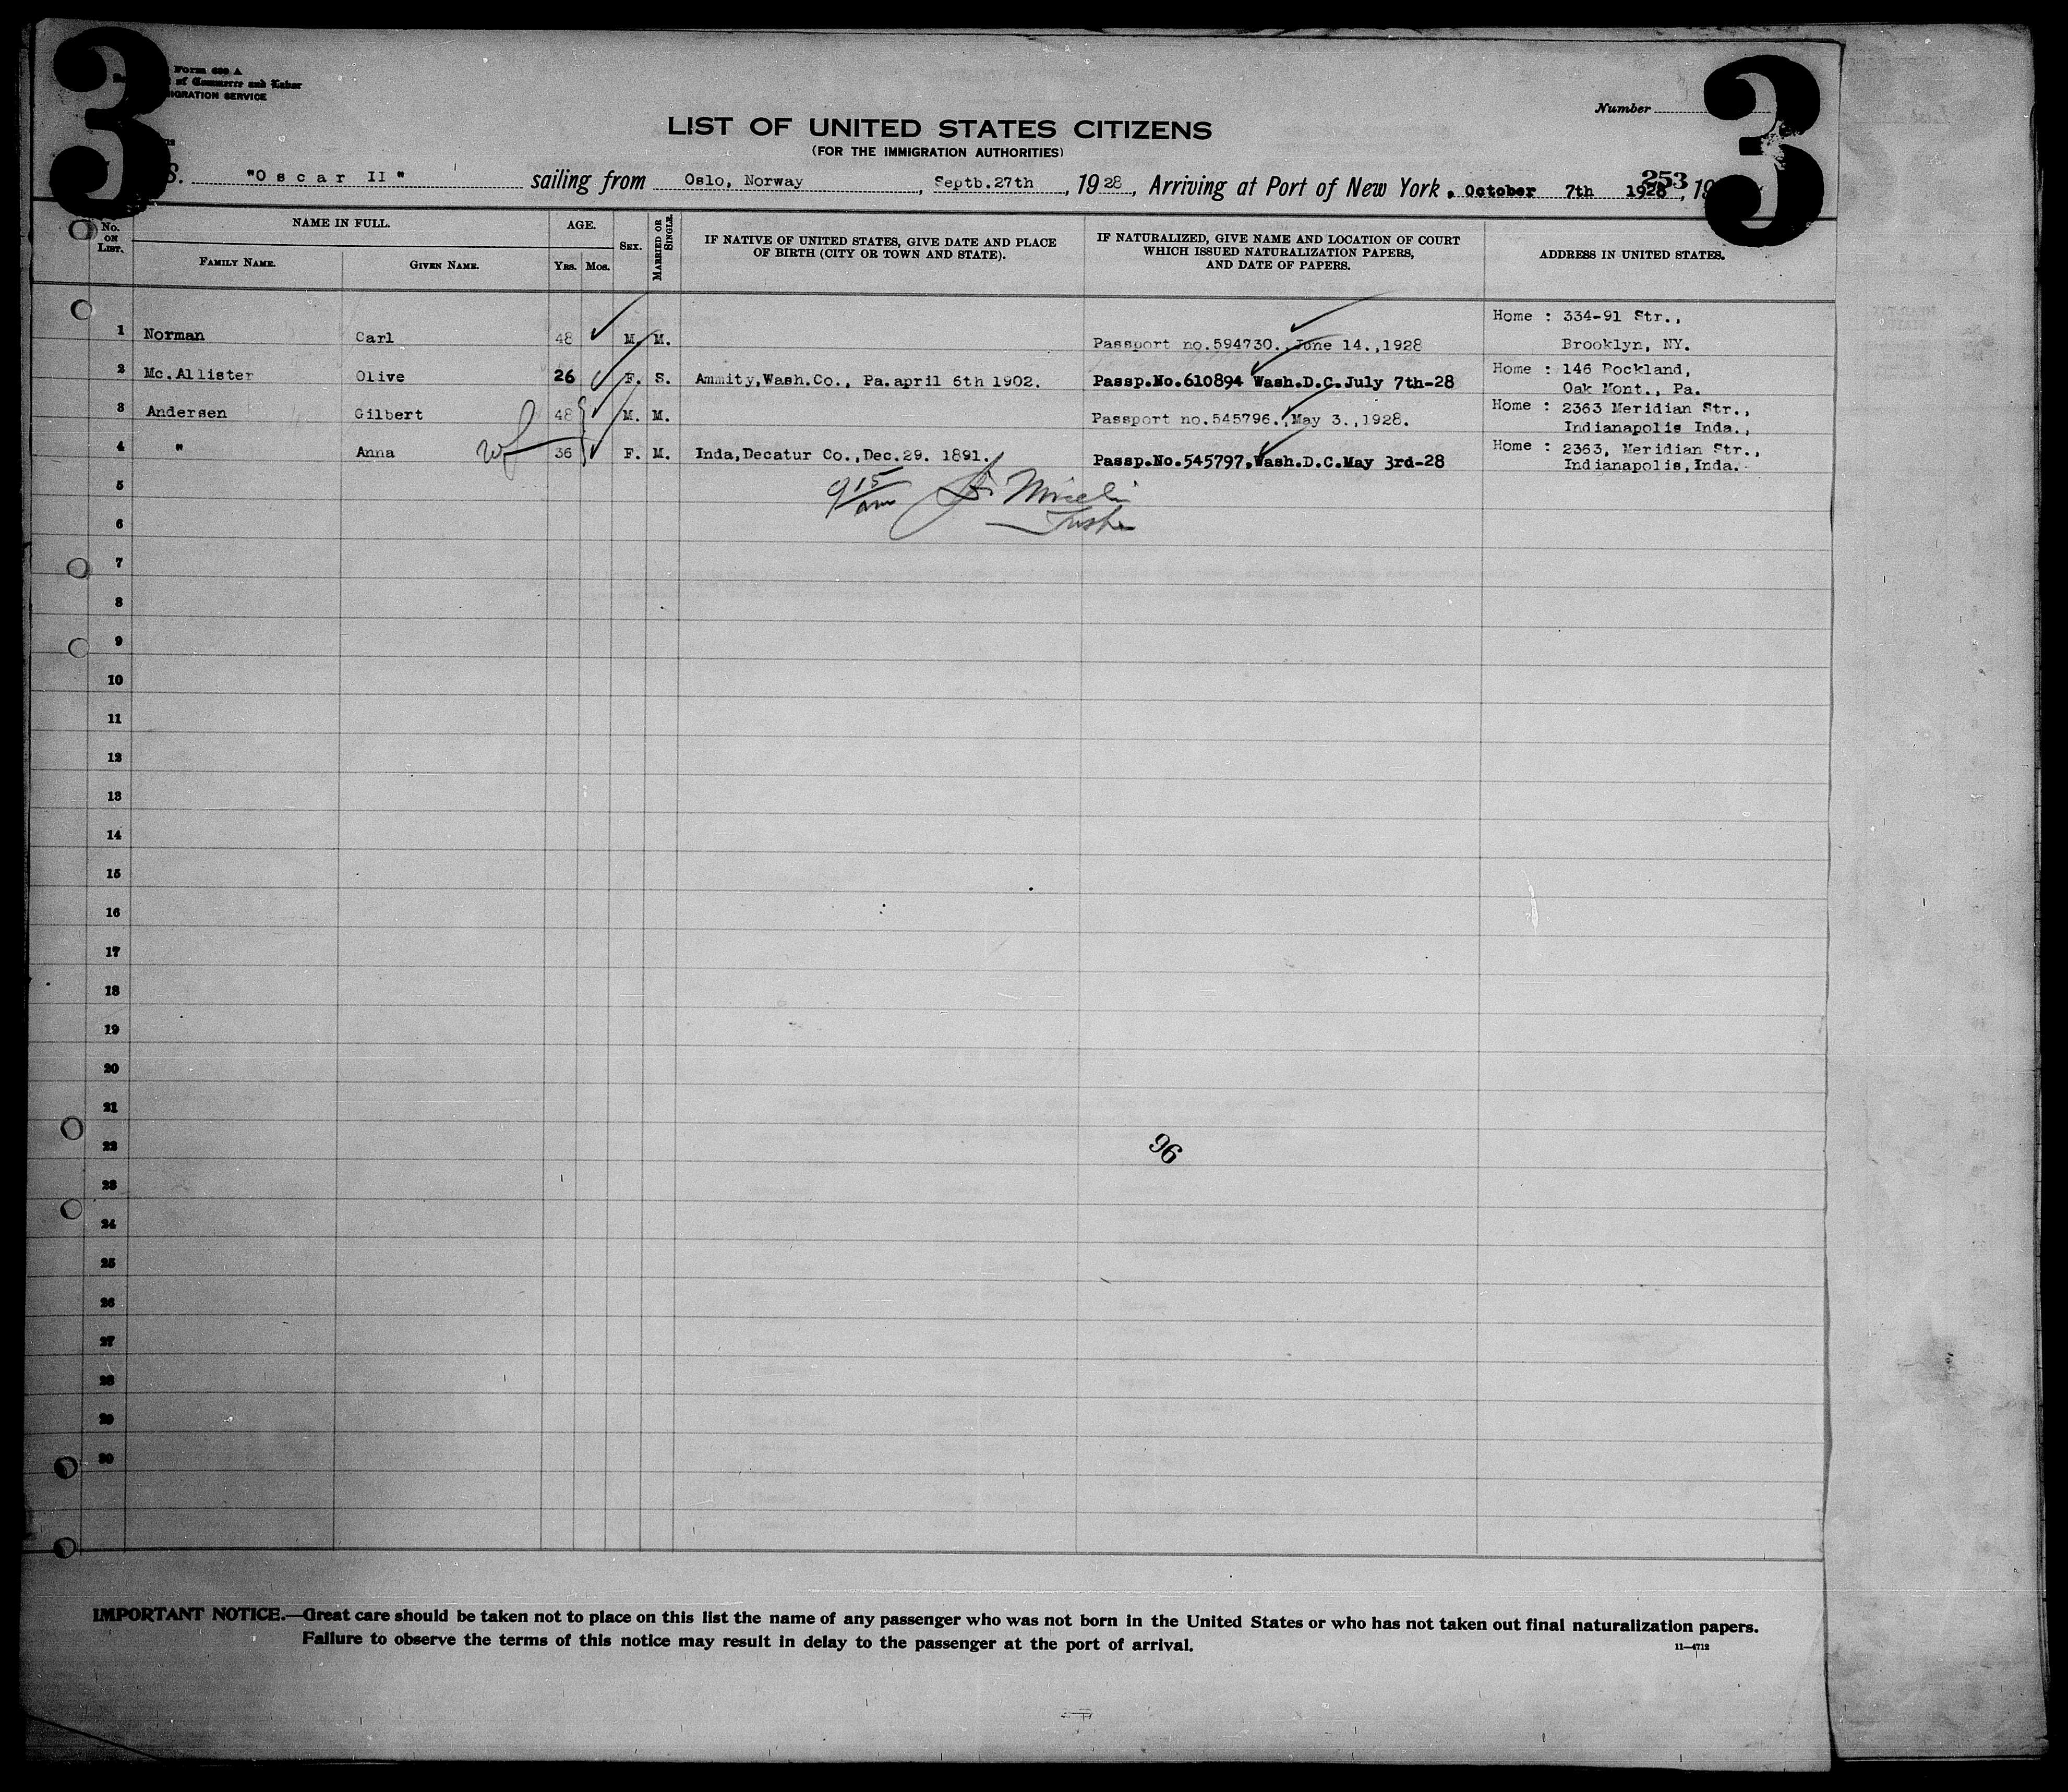 3
3
Form 630 A
of Commerce and Labor
IMMIGRATION SERVICE
Number
LIST OF UNITED STATES CITIZENS
(FOR THE IMMIGRATION AUTHORITIES)
S. "Oscar II" sailing from Oslo, Norway, Septb.27th, 1928, Arriving at Port of New York, October 7th 1928, 19
253
No. ON LIST.
NAME IN FULL.
FAMILY NAME.
GIVEN NAME.
AGE.
YRS.
MOS.
SEX.
MARRIED OR SINGLE.
IF NATIVE OF UNITED STATES, GIVE DATE AND PLACE
OF BIRTH (CITY OR TOWN AND STATE).
IF NATURALIZED, GIVE NAME AND LOCATION OF COURT
WHICH ISSUED NATURALIZATION PAPERS,
AND DATE OF PAPERS.
ADDRESS IN UNITED STATES.
1 Norman Carl 48 M. M. Passport no.594730.,June 14.,1928 Home : 334-91 Str.,
Brooklyn, NY.
2 Mc.Allister Olive 26 F. S. Ammity,Wash.Co., Pa.april 6th 1902. Passp.No.610894 Wash.D.C.July 7th-28 Home : 146 Rockland,
Oak Mont., Pa.
3 Andersen Gilbert 48 M. M. Passport no.545796.,May 3.,1928. Home : 2363 Meridian Str.,
Indianapolis Inda.,
4 " Anna wf 36 F. M. Inda,Decatur Co.,Dec.29. 1891. Passp.No.545797,Wash.D.C.May 3rd-28 Home : 2363, Meridian Str.,
Indianapolis,Inda.
9 15 am
5
6
7
8
9
10
11
12
13
14
15
16
17
18
19
20
21
22
96
23
24
25
26
27
28
29
30
IMPORTANT NOTICE.—Great care should be taken not to place on this list the name of any passenger who was not born in the United States or who has not taken out final naturalization papers.
Failure to observe the terms of this notice may result in delay to the passenger at the port of arrival.
11—4712